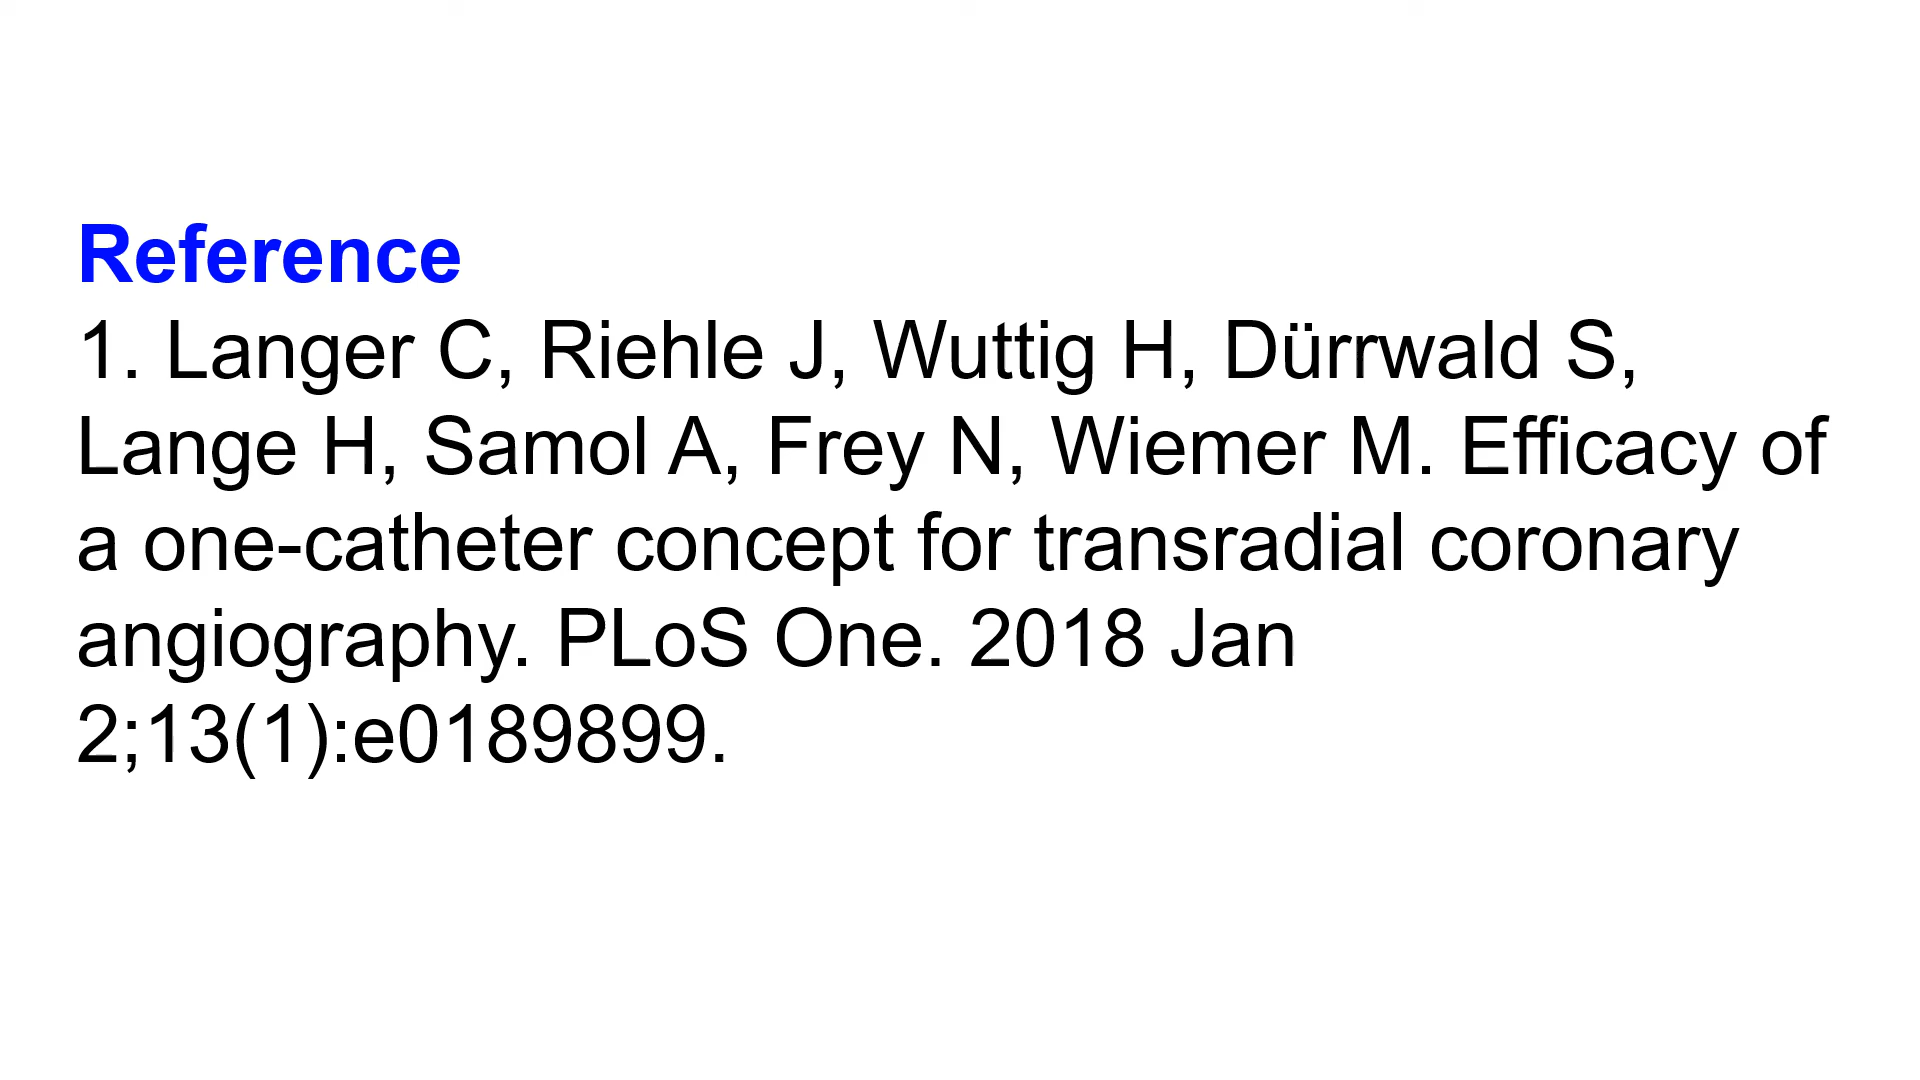 Reference
1. Langer C, Riehle J, Wuttig H, Dürrwald S,
Lange H, Samol A, Frey N, Wiemer M. Efficacy of
a one-catheter concept for transradial coronary
angiography. PLoS One. 2018 Jan
2;13(1):e0189899.